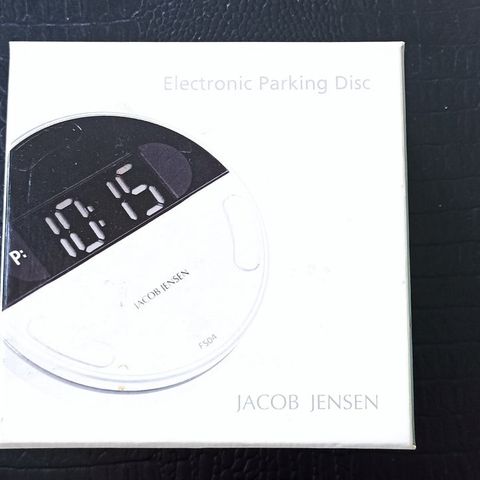 Electronic Parking Disc
P: 10:15
JACOB JENSEN
FS04
JACOB JENSEN